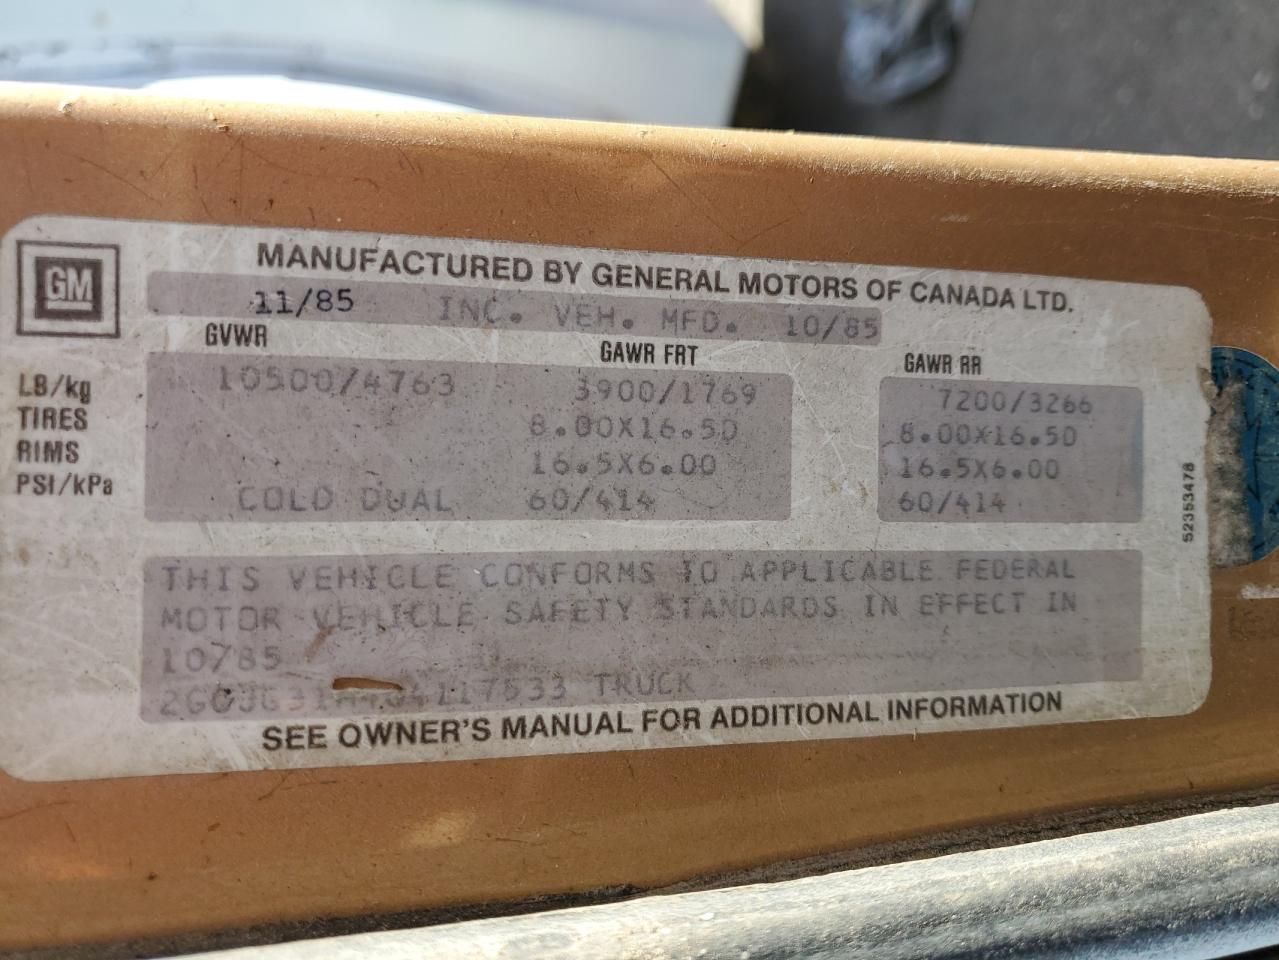 GM
MANUFACTURED BY GENERAL MOTORS OF CANADA LTD.
11/85 INC. VEH. MFD. 10/85
GVWR GAWR FRT GAWR RR
LB/kg 10500/4763 3900/1769 7200/3266
TIRES 8.00X16.5D 8.00X16.5D
RIMS 16.5X6.00 16.5X6.00
PSI/kPa COLD DUAL 60/414 60/414
52353478
THIS VEHICLE CONFORMS TO APPLICABLE FEDERAL
MOTOR VEHICLE SAFETY STANDARDS IN EFFECT IN
10/85
TRUCK
SEE OWNER'S MANUAL FOR ADDITIONAL INFORMATION